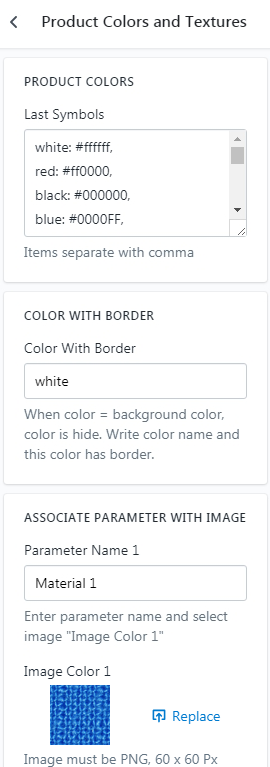 Product Colors and Textures
PRODUCT COLORS
Last Symbols
white: #ffffff,
red: #ff0000,
black: #000000,
blue: #0000FF,
Items separate with comma
COLOR WITH BORDER
Color With Border
white
When color = background color,
color is hide. Write color name and
this color has border.
ASSOCIATE PARAMETER WITH IMAGE
Parameter Name 1
Material 1
Enter parameter name and select
image "Image Color 1"
Image Color 1
Replace
Image must be PNG, 60 x 60 Px